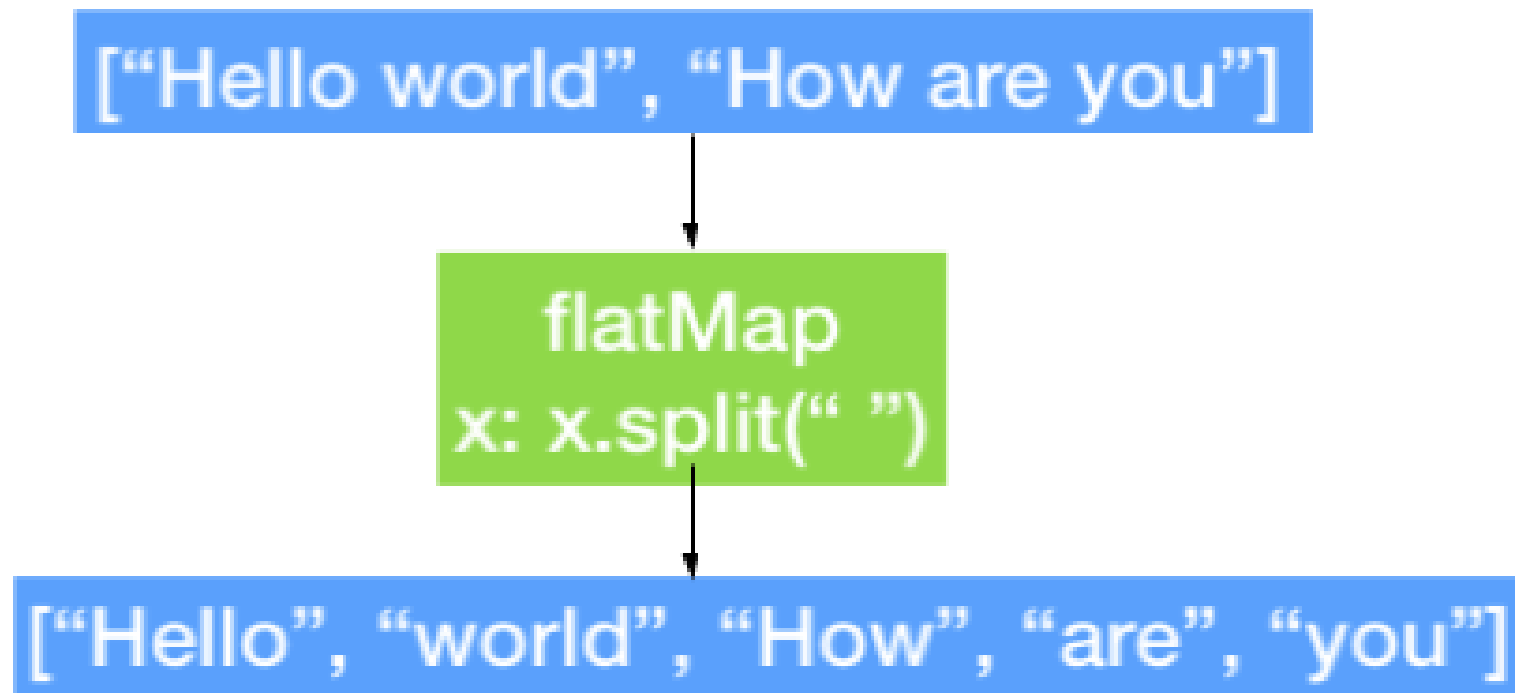 [“Hello world”, “How are you”]
flatMap
x: x.split(“ ”)
[“Hello”, “world”, “How”, “are”, “you”]